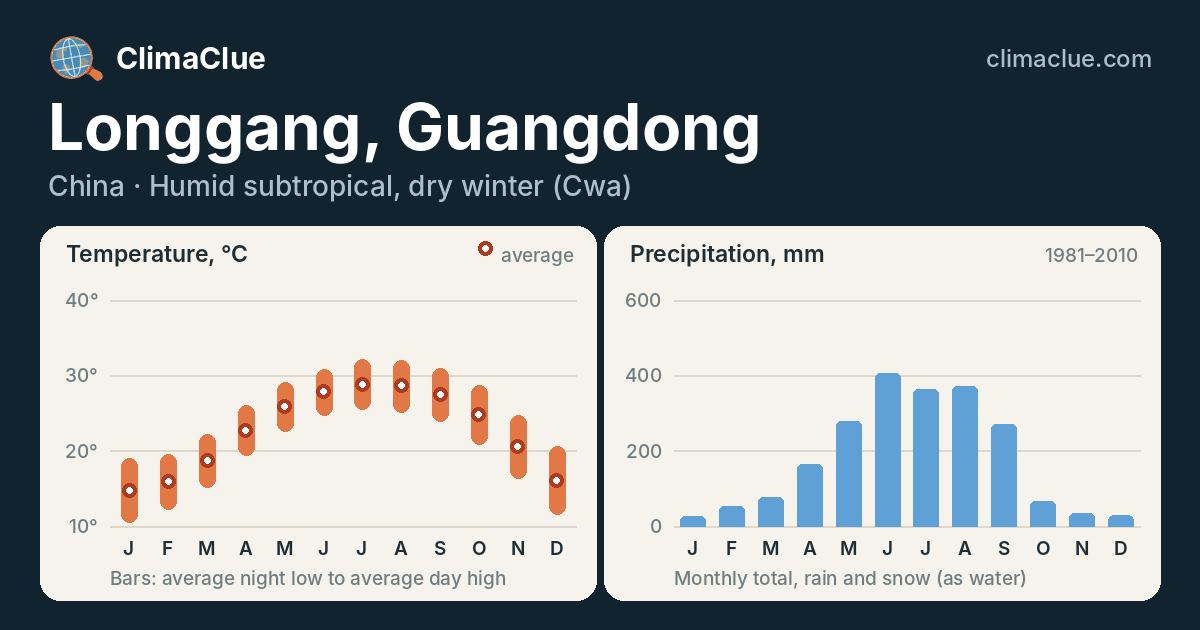 ClimaClue
climaclue.com
Longgang, Guangdong
China · Humid subtropical, dry winter (Cwa)
Temperature, °C
average
40°
30°
20°
10°
J F M A M J J A S O N D
Bars: average night low to average day high
Precipitation, mm
1981–2010
600
400
200
0
J F M A M J J A S O N D
Monthly total, rain and snow (as water)